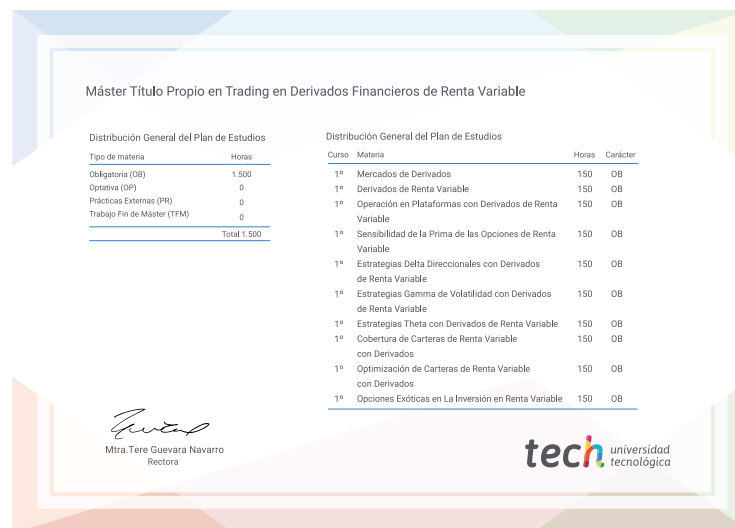 Máster Título Propio en Trading en Derivados Financieros de Renta Variable
Distribución General del Plan de Estudios
Tipo de materia Horas
Obligatoria (OB) 1.500
Optativa (OP) 0
Prácticas Externas (PR) 0
Trabajo Fin de Máster (TFM) 0
Total 1.500
Distribución General del Plan de Estudios
Curso Materia Horas Carácter
1º Mercados de Derivados 150 OB
1º Derivados de Renta Variable 150 OB
1º Operación en Plataformas con Derivados de Renta 150 OB
Variable
1º Sensibilidad de la Prima de las Opciones de Renta 150 OB
Variable
1º Estrategias Delta Direccionales con Derivados 150 OB
de Renta Variable
1º Estrategias Gamma de Volatilidad con Derivados 150 OB
de Renta Variable
1º Estrategias Theta con Derivados de Renta Variable 150 OB
1º Cobertura de Carteras de Renta Variable 150 OB
con Derivados
1º Optimización de Carteras de Renta Variable 150 OB
con Derivados
1º Opciones Exóticas en La Inversión en Renta Variable 150 OB
Mtra.Tere Guevara Navarro
Rectora
tech universidad
tecnológica